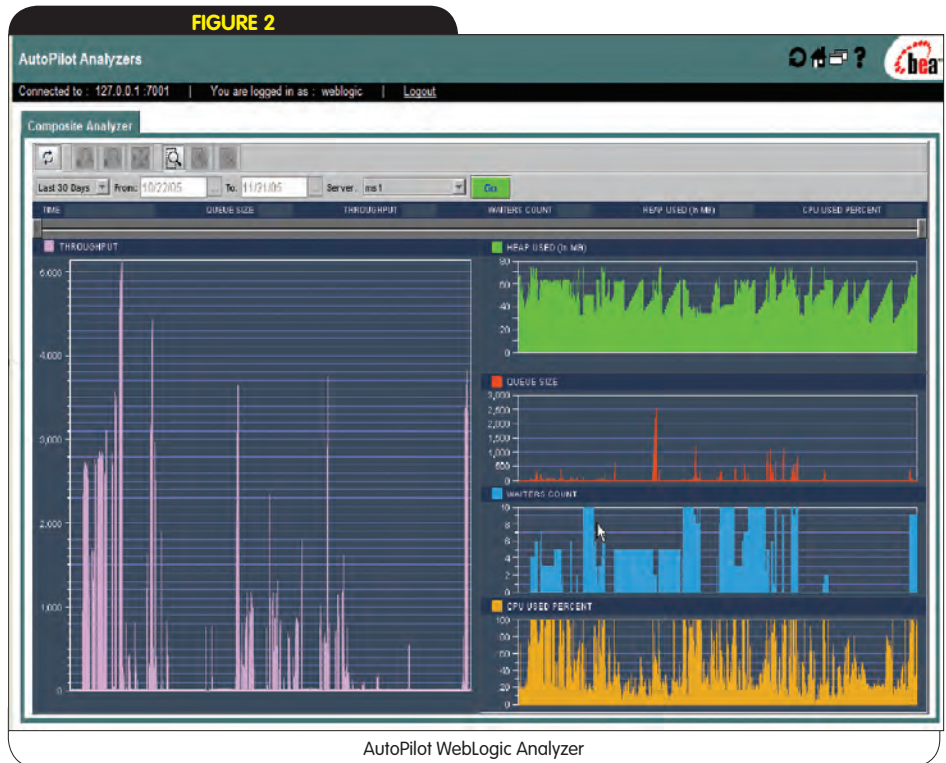 FIGURE 2
AutoPilot Analyzers
?
bea
Connected to : 127.0.0.1 :7001 | You are logged in as : weblogic | Logout
Composite Analyzer
Last 30 Days From: 10/22/05 ... To: 11/21/05 ... Server: ms1 Go
TIME QUEUE SIZE THROUGHPUT WAITERS COUNT HEAP USED (In MB) CPU USED PERCENT
THROUGHPUT
6,000
4,000
3,000
2,000
1,000
0
HEAP USED (In MB)
80
60
40
20
0
QUEUE SIZE
3,000
2,500
2,000
1,500
1,000
500
0
WAITERS COUNT
10
8
6
4
2
0
CPU USED PERCENT
100
80
60
40
20
0
AutoPilot WebLogic Analyzer